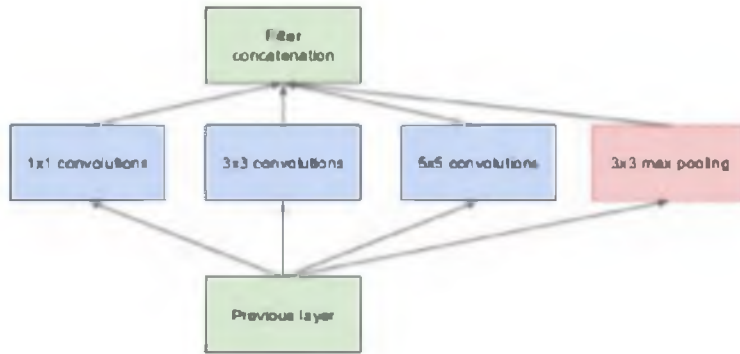 Filter
concatenation
1x1 convolutions
3x3 convolutions
5x5 convolutions
3x3 max pooling
Previous layer